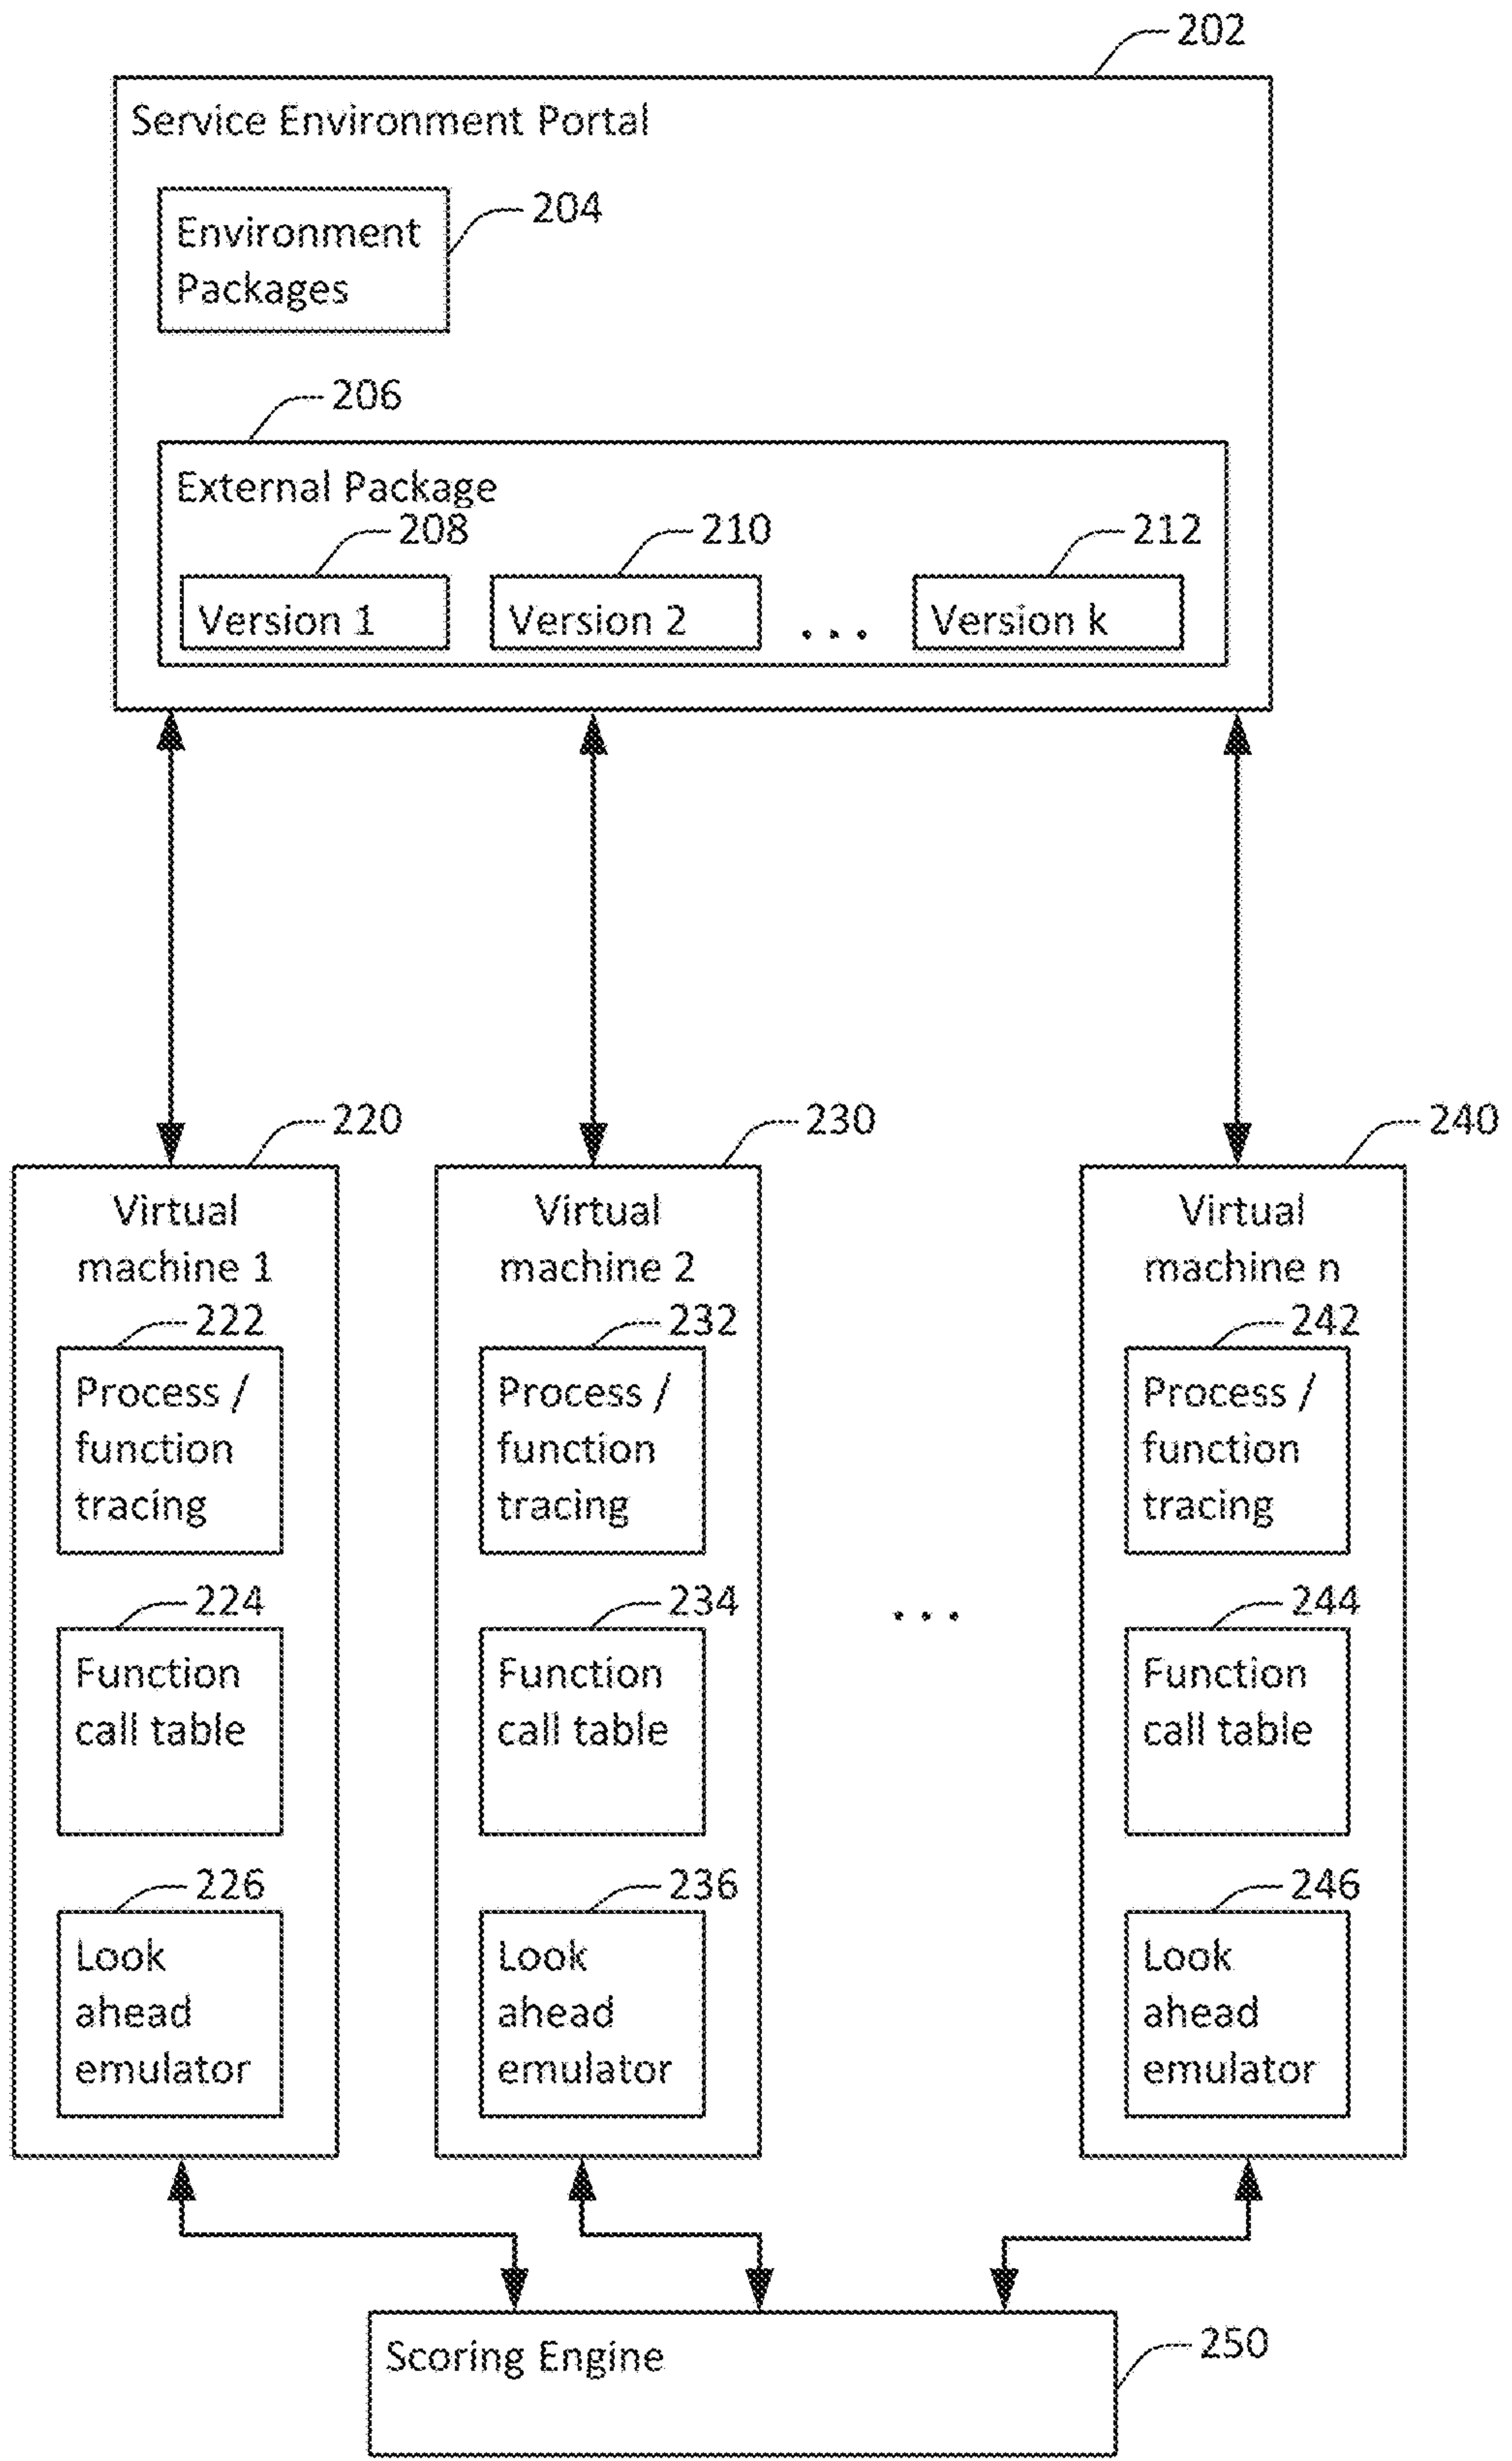 202
Service Environment Portal
204
Environment
Packages
206
External Package
208
210
212
Version 1
Version 2
...
Version k
220
230
240
Virtual
machine 1
222
Process /
function
tracing
224
Function
call table
226
Look
ahead
emulator
Virtual
machine 2
232
Process /
function
tracing
234
Function
call table
236
Look
ahead
emulator
...
Virtual
machine n
242
Process /
function
tracing
244
Function
call table
246
Look
ahead
emulator
Scoring Engine
250